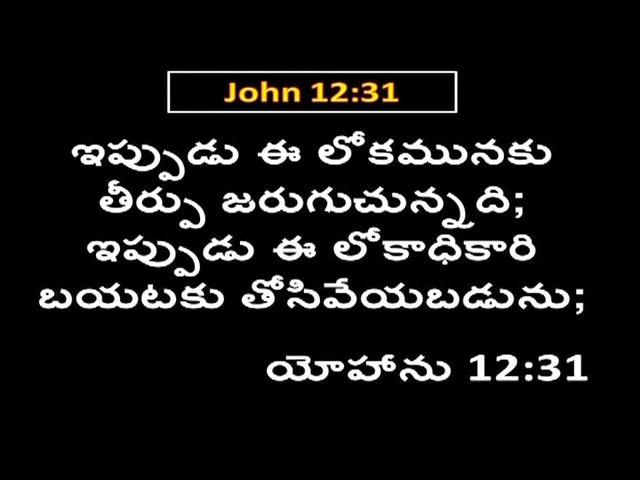 John 12:31
ఇప్పుడు ఈ లోకమునకు
తీర్పు జరుగుచున్నది;
ఇప్పుడు ఈ లోకాధికారి
బయటకు తోసివేయబడును;
యోహాను 12:31